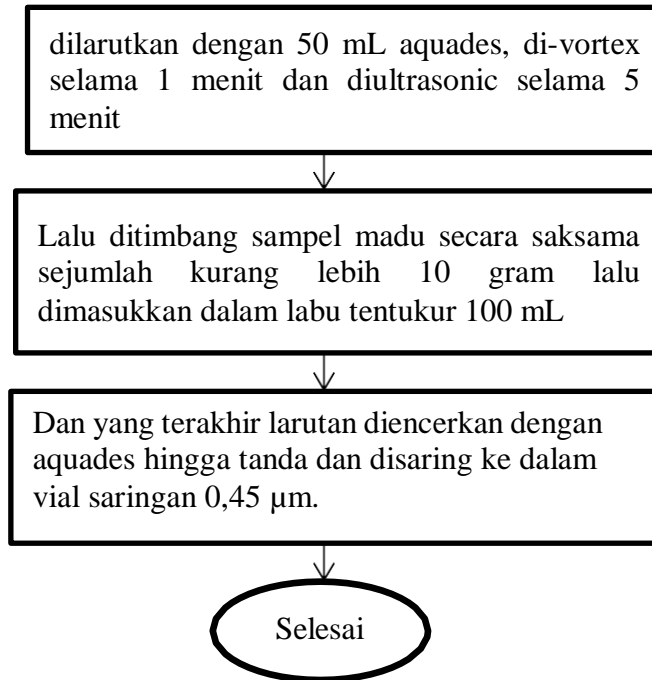 dilarutkan dengan 50 mL aquades, di-vortex
selama 1 menit dan diultrasonic selama 5
menit
Lalu ditimbang sampel madu secara saksama
sejumlah kurang lebih 10 gram lalu
dimasukkan dalam labu tentukur 100 mL
Dan yang terakhir larutan diencerkan dengan
aquades hingga tanda dan disaring ke dalam
vial saringan 0,45 µm.
Selesai